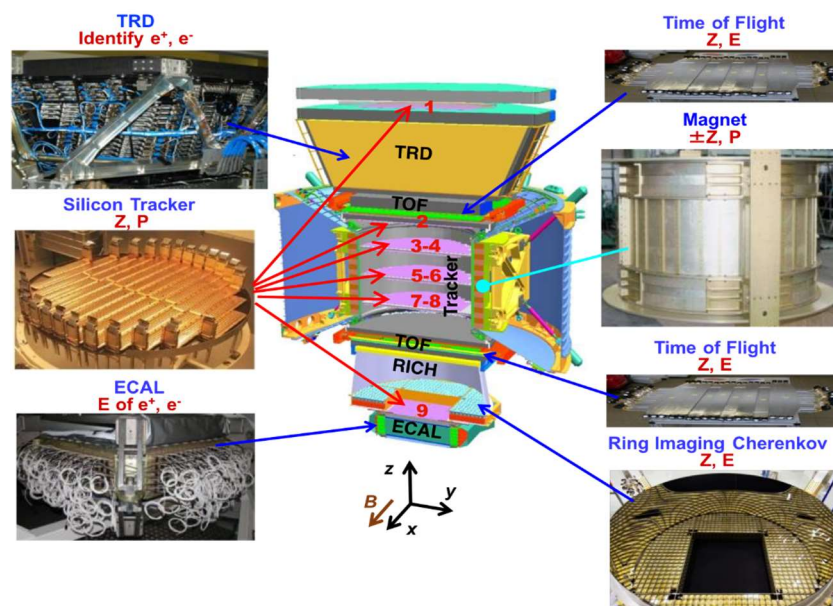 TRD
Identify e⁺, e⁻
Silicon Tracker
Z, P
ECAL
E of e⁺, e⁻
1
TRD
TOF
2
3-4
5-6
7-8
Tracker
TOF
RICH
9
ECAL
z
y
B
x
Time of Flight
Z, E
Magnet
±Z, P
Time of Flight
Z, E
Ring Imaging Cherenkov
Z, E